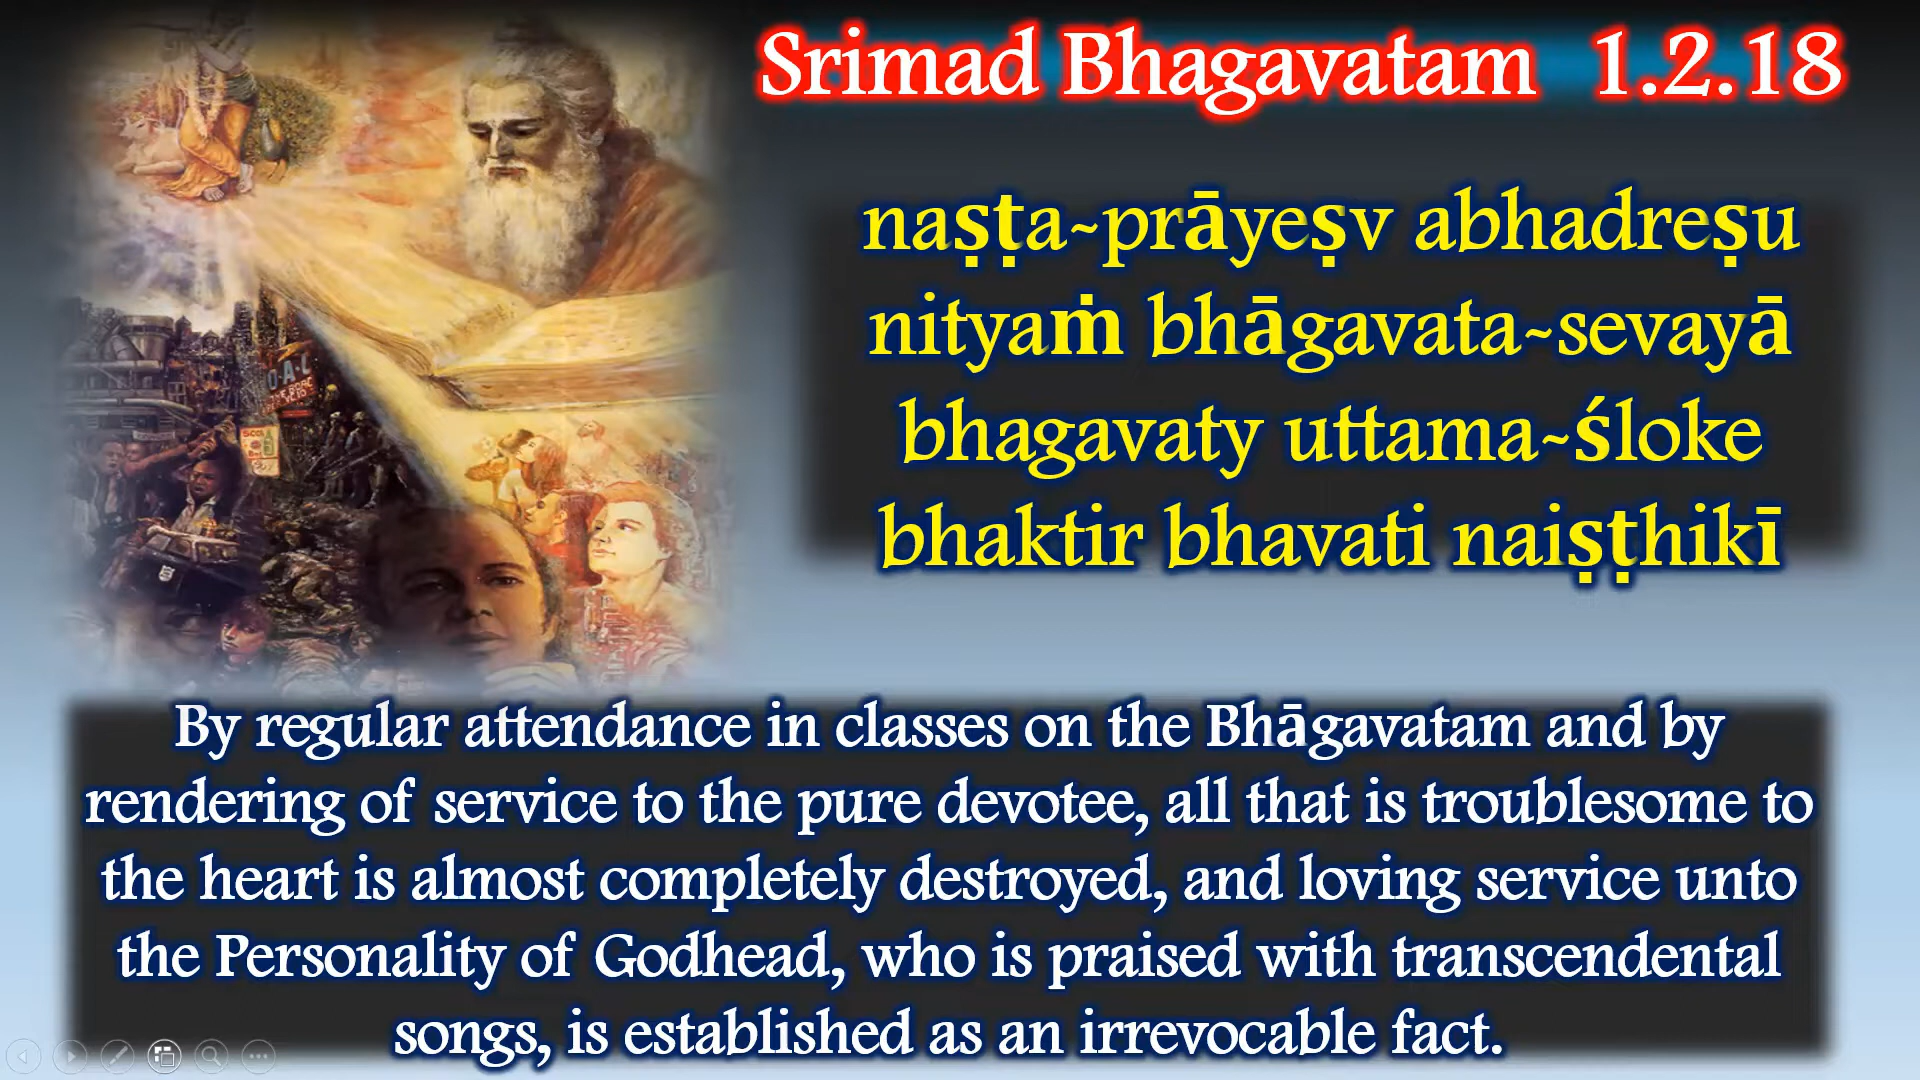 Srimad Bhagavatam 1.2.18
naṣṭa-prāyeṣv abhadreṣu
nityaṁ bhāgavata-sevayā
bhagavaty uttama-śloke
bhaktir bhavati naiṣṭhikī
By regular attendance in classes on the Bhāgavatam and by
rendering of service to the pure devotee, all that is troublesome to
the heart is almost completely destroyed, and loving service unto
the Personality of Godhead, who is praised with transcendental
songs, is established as an irrevocable fact.